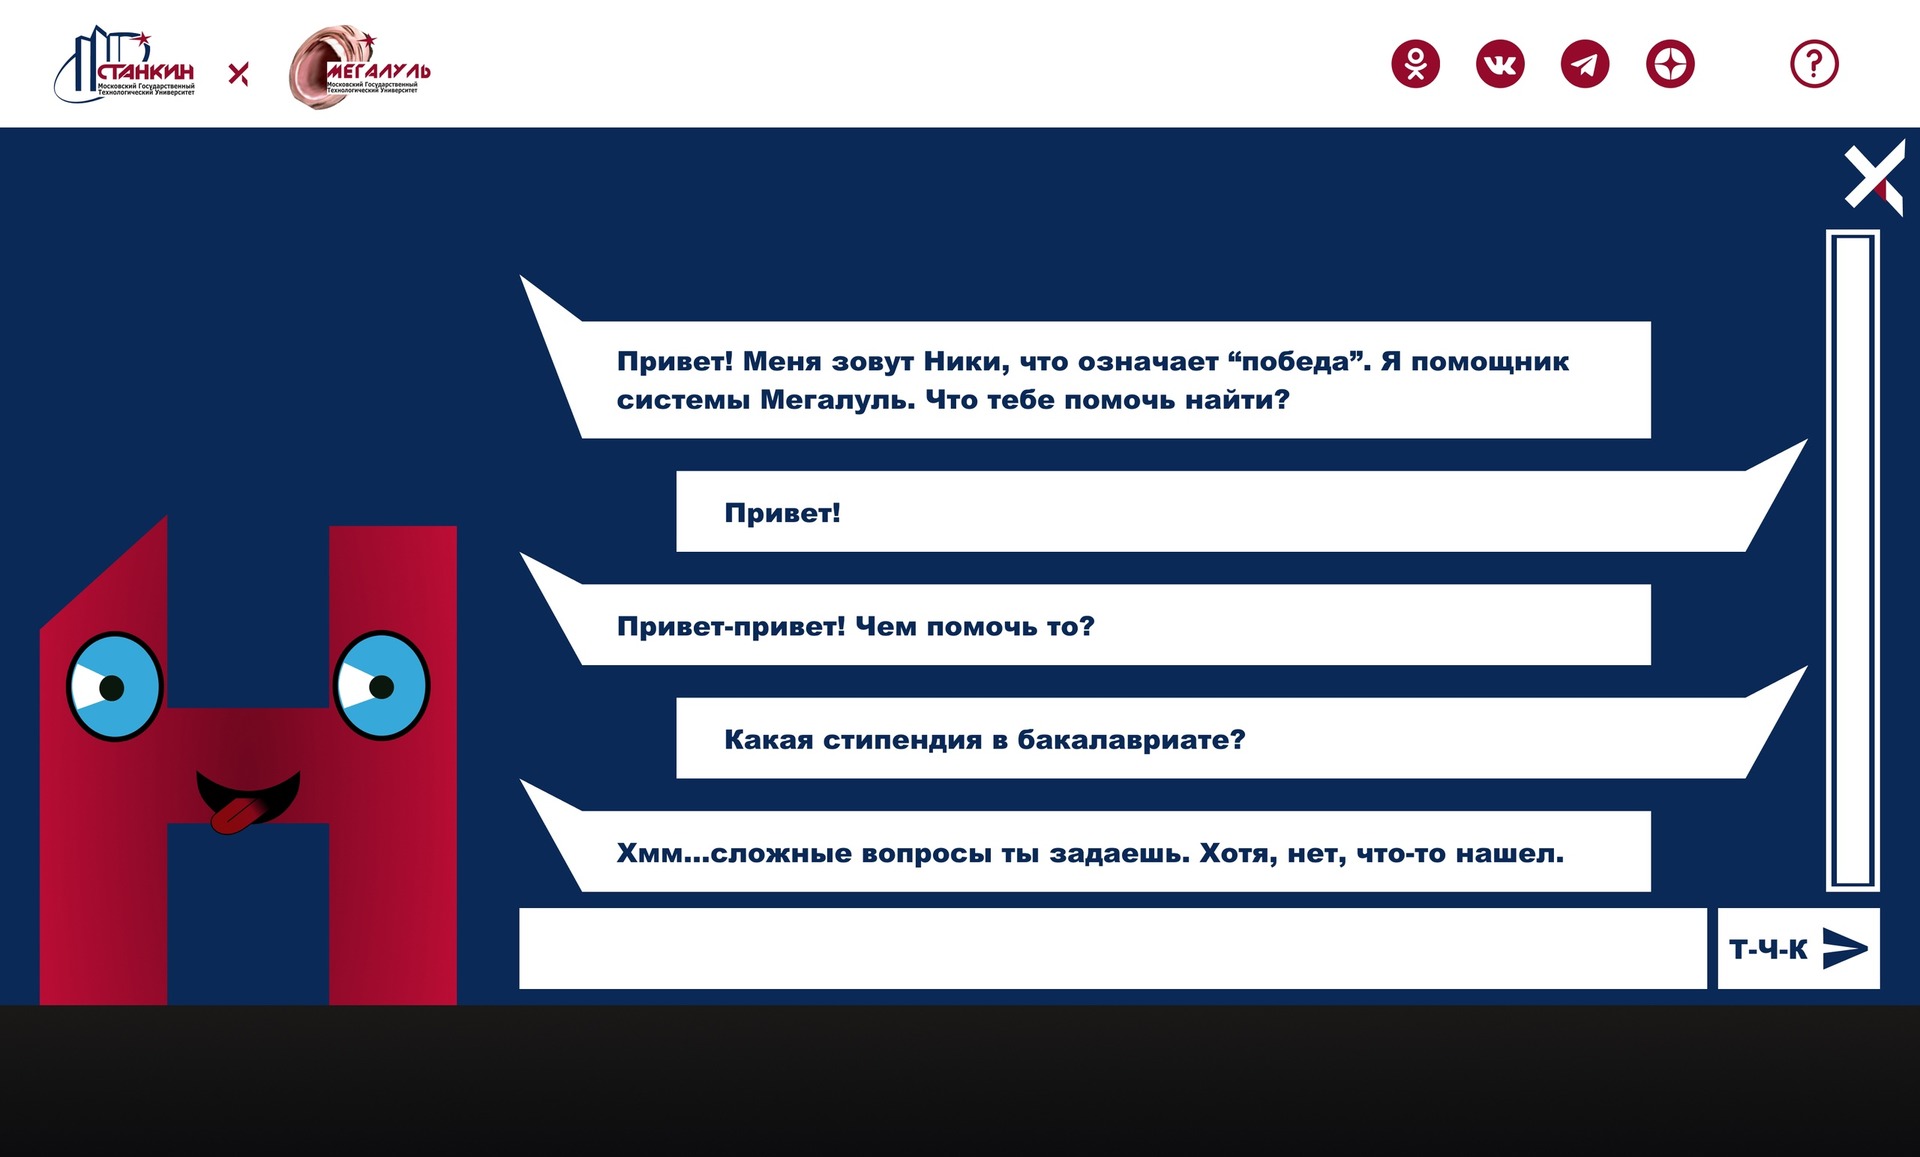 СТАНКИН
Московский Государственный
Технологический Университет
МЕГАЛУЛЬ
Московский Государственный
Технологический Университет
?
Привет! Меня зовут Ники, что означает “победа”. Я помощник
системы Мегалуль. Что тебе помочь найти?
Привет!
Привет-привет! Чем помочь то?
Какая стипендия в бакалавриате?
Хмм...сложные вопросы ты задаешь. Хотя, нет, что-то нашел.
Т-Ч-К